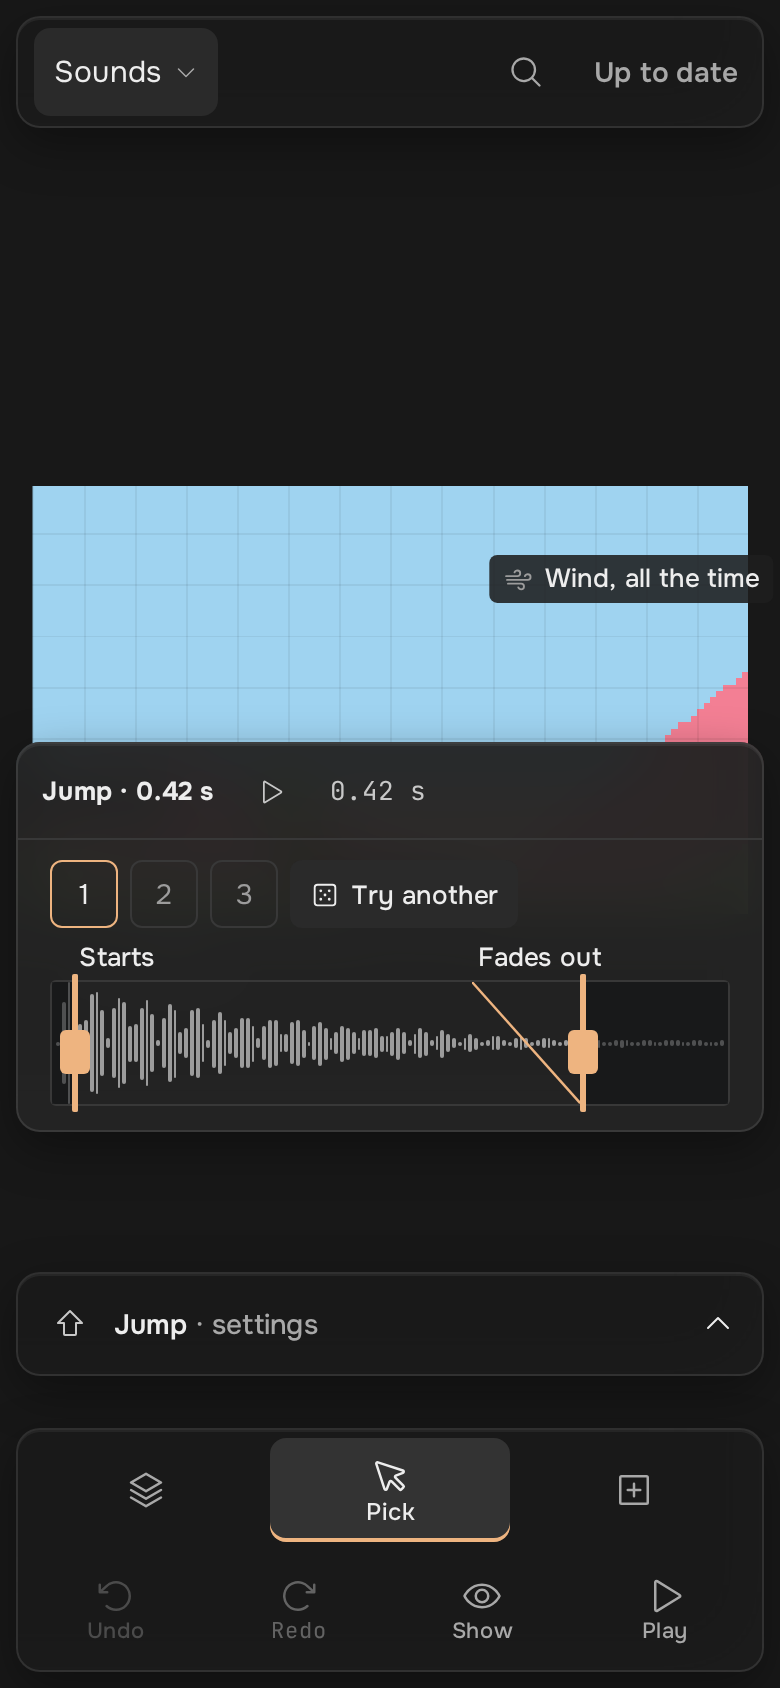 Sounds
Up to date
Wind, all the time
Jump · 0.42 s
0.42 s
1
2
3
Try another
Starts
Fades out
Jump · settings
Pick
Undo
Redo
Show
Play